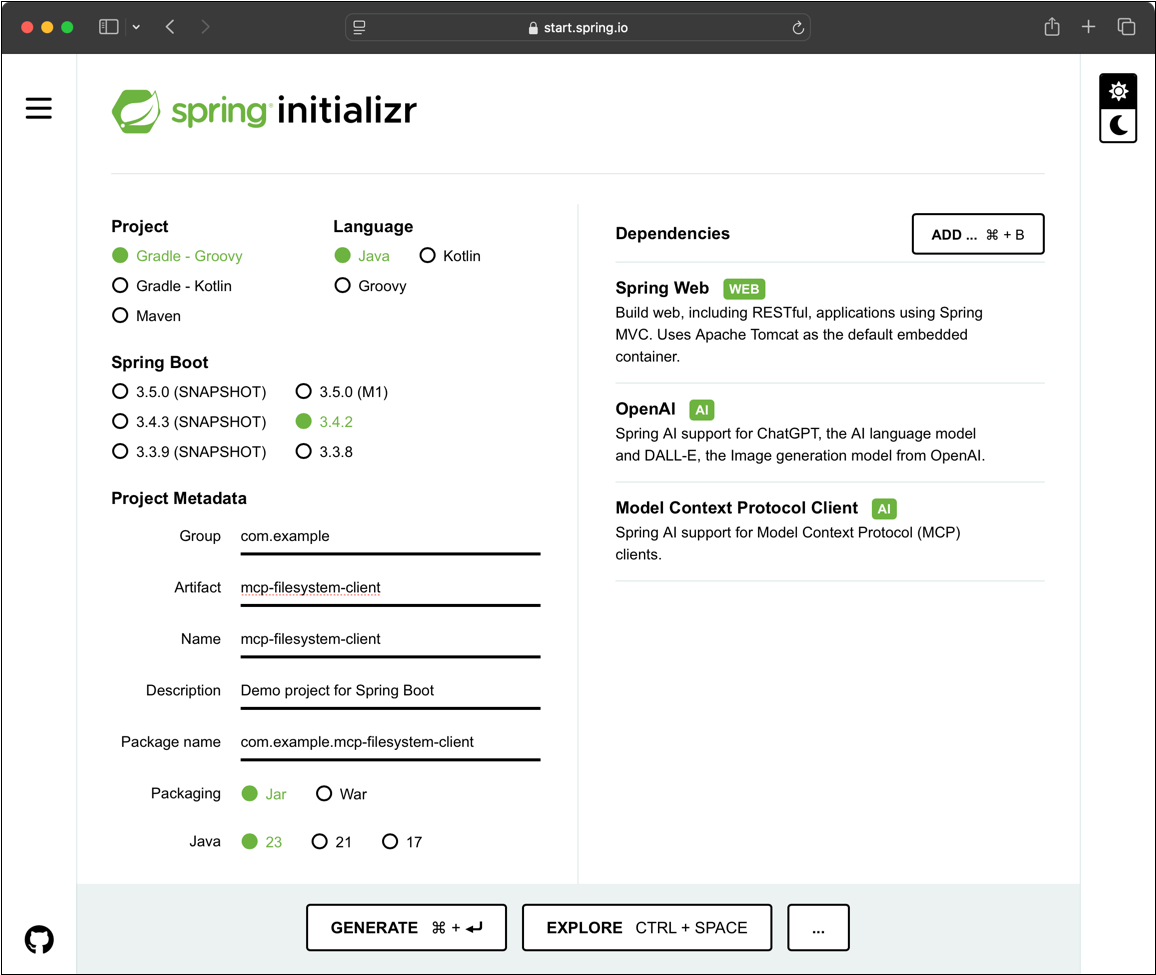 start.spring.io
spring initializr
Project
Gradle - Groovy
Gradle - Kotlin
Maven
Language
Java Kotlin
Groovy
Spring Boot
3.5.0 (SNAPSHOT) 3.5.0 (M1)
3.4.3 (SNAPSHOT) 3.4.2
3.3.9 (SNAPSHOT) 3.3.8
Project Metadata
Group com.example
Artifact mcp-filesystem-client
Name mcp-filesystem-client
Description Demo project for Spring Boot
Package name com.example.mcp-filesystem-client
Packaging Jar War
Java 23 21 17
Dependencies
ADD ... ⌘ + B
Spring Web WEB
Build web, including RESTful, applications using Spring
MVC. Uses Apache Tomcat as the default embedded
container.
OpenAI AI
Spring AI support for ChatGPT, the AI language model
and DALL-E, the Image generation model from OpenAI.
Model Context Protocol Client AI
Spring AI support for Model Context Protocol (MCP)
clients.
GENERATE ⌘ + ⏎
EXPLORE CTRL + SPACE
...